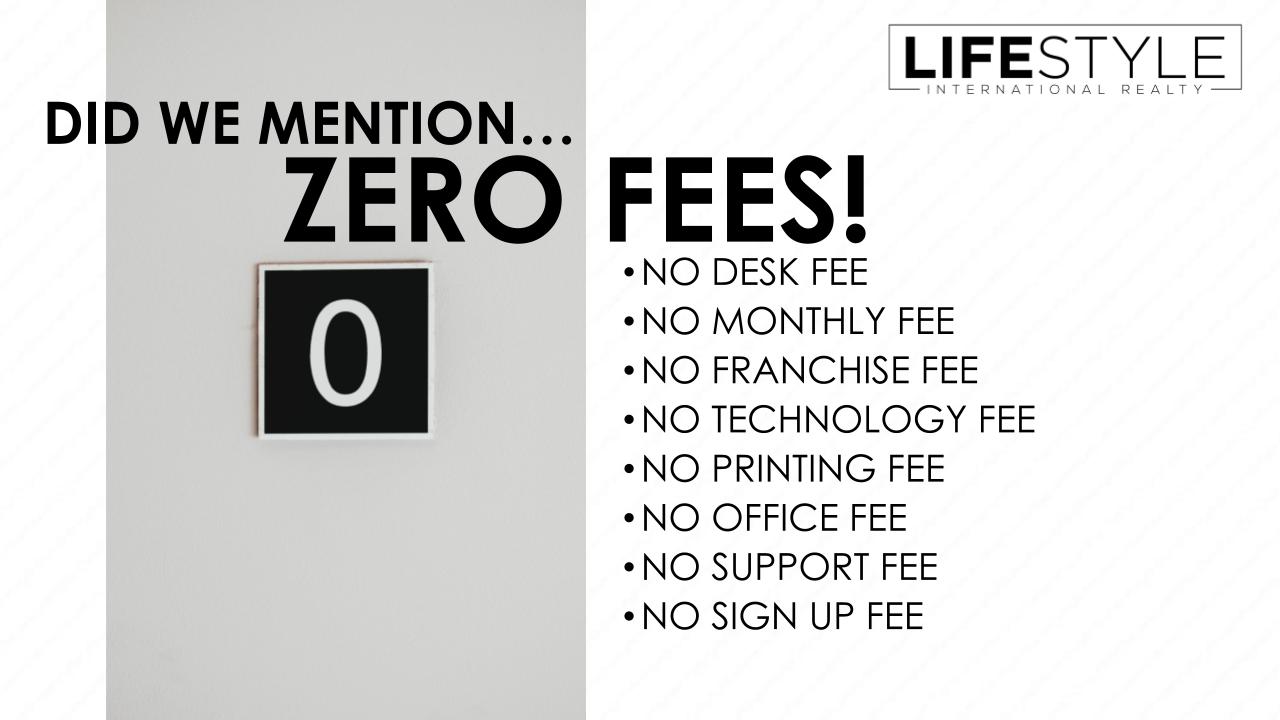 LIFESTYLE
INTERNATIONAL REALTY
DID WE MENTION...
ZERO FEES!
0
• NO DESK FEE
• NO MONTHLY FEE
• NO FRANCHISE FEE
• NO TECHNOLOGY FEE
• NO PRINTING FEE
• NO OFFICE FEE
• NO SUPPORT FEE
• NO SIGN UP FEE